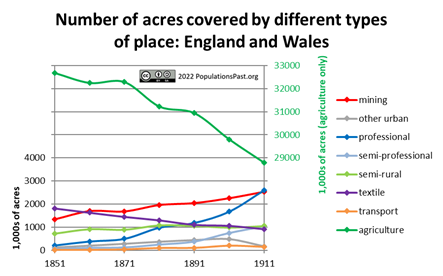 Number of acres covered by different types
of place: England and Wales
2022 PopulationsPast.org
33000
32000
31000
30000
29000
28000
1,000s of acres (agriculture only)
4000
3000
2000
1000
0
1,000s of acres
1851
1871
1891
1911
mining
other urban
professional
semi-professional
semi-rural
textile
transport
agriculture